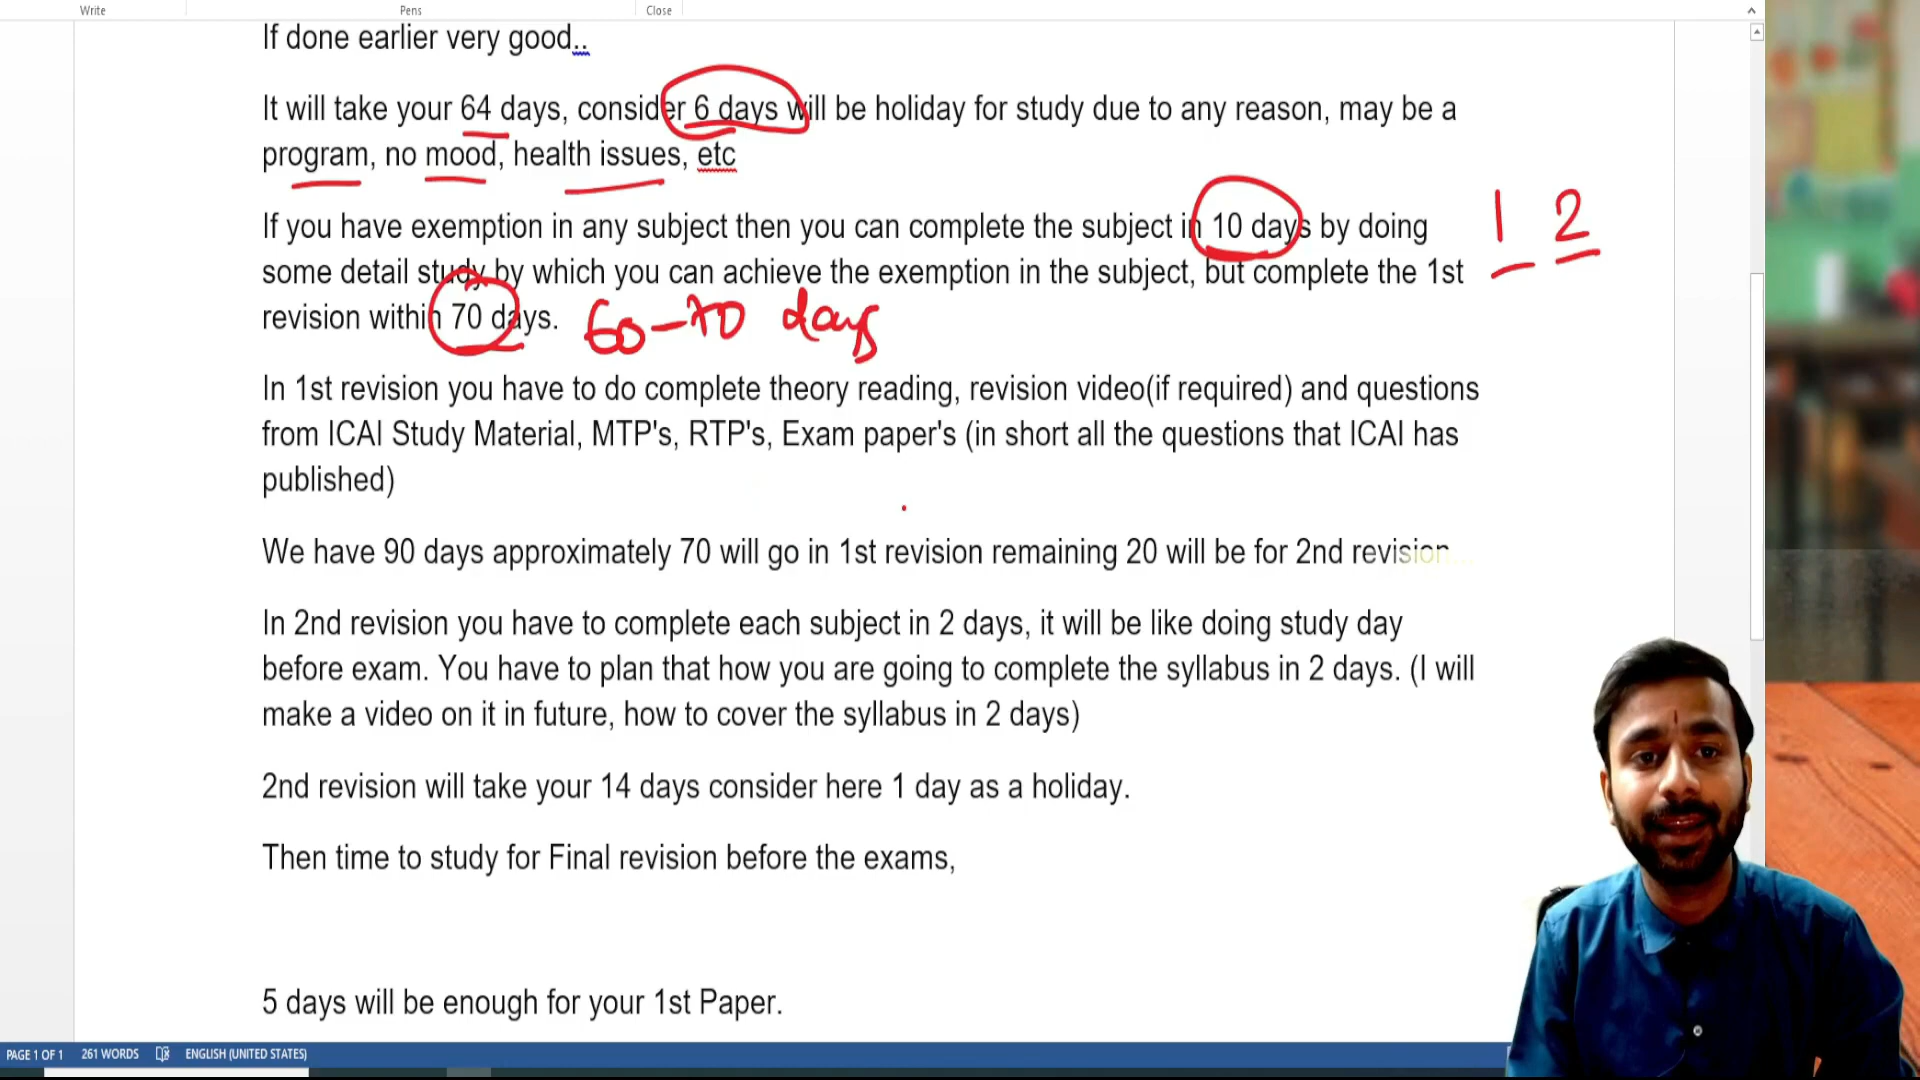 Write Pens Close
If done earlier very good..
It will take your 64 days, consider 6 days will be holiday for study due to any reason, may be a
program, no mood, health issues, etc
If you have exemption in any subject then you can complete the subject in 10 days by doing
1 2
some detail study by which you can achieve the exemption in the subject, but complete the 1st
revision within 70 days. 60-70 days
In 1st revision you have to do complete theory reading, revision video(if required) and questions
from ICAI Study Material, MTP's, RTP's, Exam paper's (in short all the questions that ICAI has
published)
We have 90 days approximately 70 will go in 1st revision remaining 20 will be for 2nd revision
In 2nd revision you have to complete each subject in 2 days, it will be like doing study day
before exam. You have to plan that how you are going to complete the syllabus in 2 days. (I will
make a video on it in future, how to cover the syllabus in 2 days)
2nd revision will take your 14 days consider here 1 day as a holiday.
Then time to study for Final revision before the exams,
5 days will be enough for your 1st Paper.
PAGE 1 OF 1 261 WORDS ENGLISH (UNITED STATES)